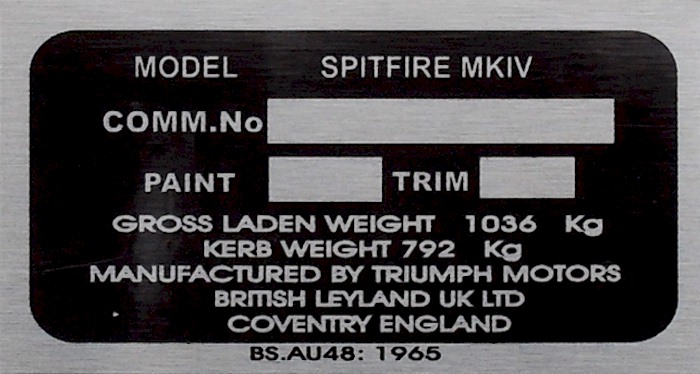 MODEL SPITFIRE MKIV
COMM.No
PAINT TRIM
GROSS LADEN WEIGHT 1036 Kg
KERB WEIGHT 792 Kg
MANUFACTURED BY TRIUMPH MOTORS
BRITISH LEYLAND UK LTD
COVENTRY ENGLAND
BS.AU48: 1965